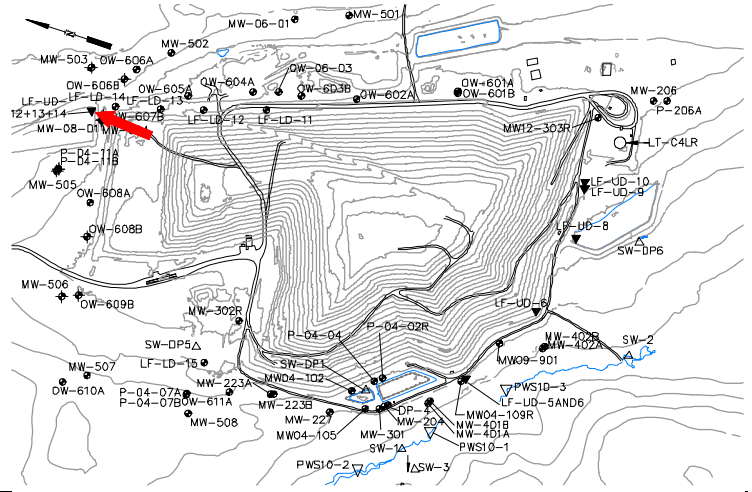 MW-06-01
MW-501
MW-503
OW-606A
MW-502
OW-606B
OW-605A
OW-604A
OW-06-03
OW-603B
OW-602A
OW-601A
OW-601B
MW-206
P-206A
LF-UD-
12+13+14
LF-LD-14
LF-LD-13
LF-LD-12
LF-LD-11
OW-607B
MW-08-01
MW-
MW12-303R
LT-C4LR
P-04-11A
P-04-11B
MW-505
OW-608A
LF-UD-10
LF-UD-9
OW-608B
LF-UD-8
SW-DP6
MW-506
OW-609B
MW-302R
LF-UD-6
SW-DP5
P-04-04
P-04-02R
MW-402B
MW-402A
SW-2
LF-LD-15
SW-DP1
MW09-901
MW-507
MW04-102
OW-610A
P-04-07A
P-04-07B
MW-223A
OW-611A
MW-223B
PWS10-3
LF-UD-5AND6
MW-508
MW-227
DP-4
MW04-109R
MW04-105
MW-204
MW-301
MW-401B
MW-401A
SW-1
PWS10-1
PWS10-2
SW-3